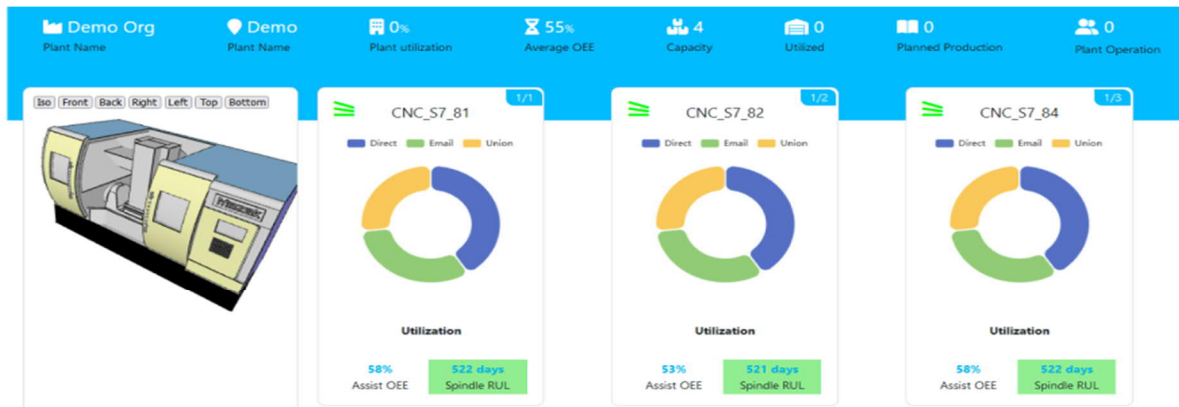 Demo Org
Plant Name
Demo
Plant Name
0%
Plant utilization
55%
Average OEE
4
Capacity
0
Utilized
0
Planned Production
0
Plant Operation
Iso Front Back Right Left Top Bottom
1/1
CNC_S7_81
Direct Email Union
Utilization
58%
Assist OEE
522 days
Spindle RUL
1/2
CNC_S7_82
Direct Email Union
Utilization
53%
Assist OEE
521 days
Spindle RUL
1/3
CNC_S7_84
Direct Email Union
Utilization
58%
Assist OEE
522 days
Spindle RUL